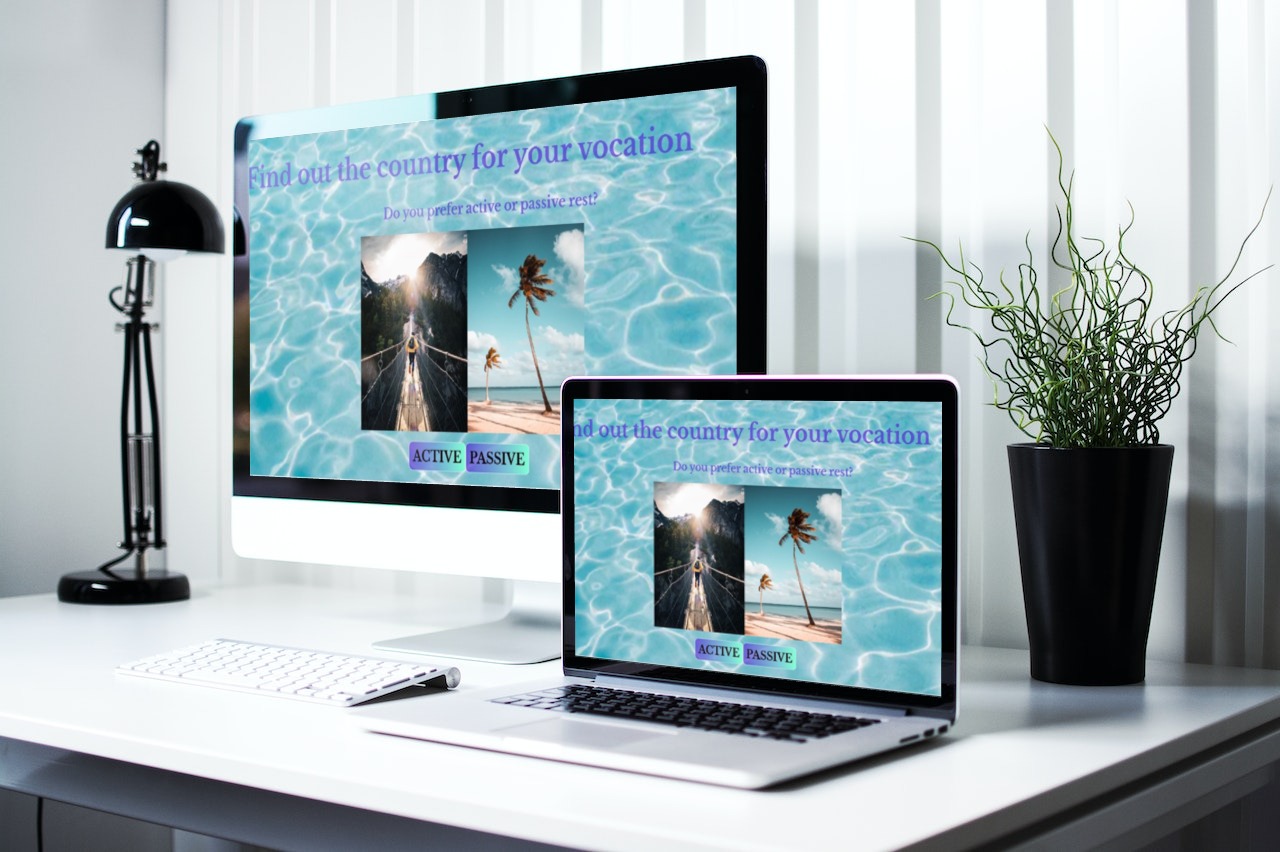 Find out the country for your vocation
Do you prefer active or passive rest?
ACTIVE PASSIVE
nd out the country for your vocation
Do you prefer active or passive rest?
ACTIVE PASSIVE